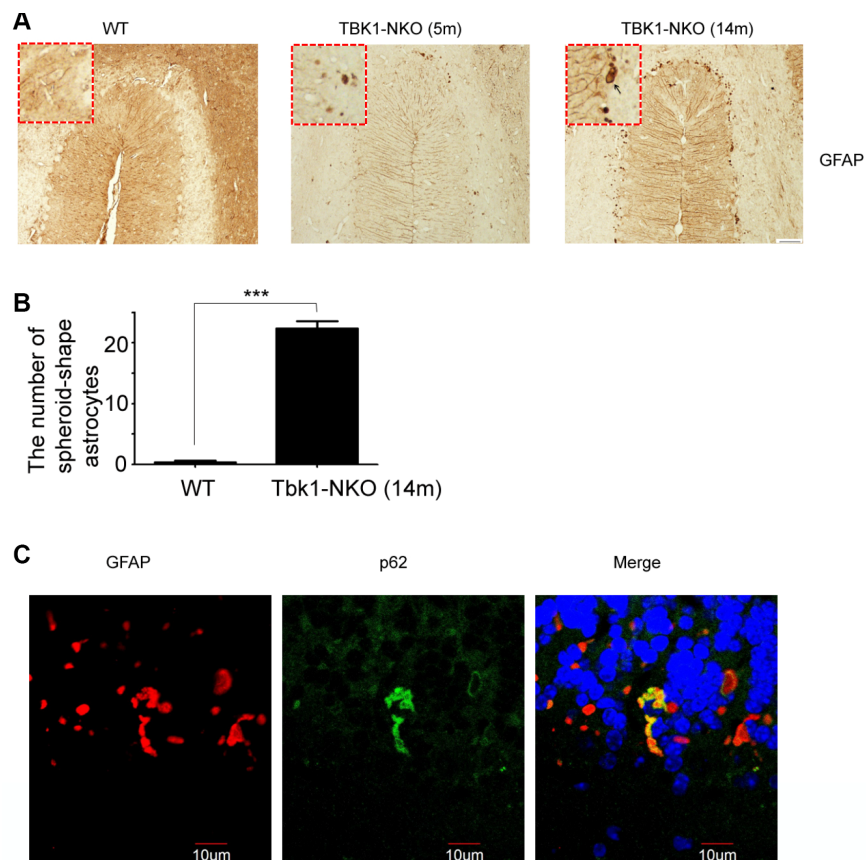 A
WT
TBK1-NKO (5m)
TBK1-NKO (14m)
GFAP
B
***
The number of
spheroid-shape
astrocytes
20
10
0
WT
Tbk1-NKO (14m)
C
GFAP
p62
Merge
10um
10um
10um